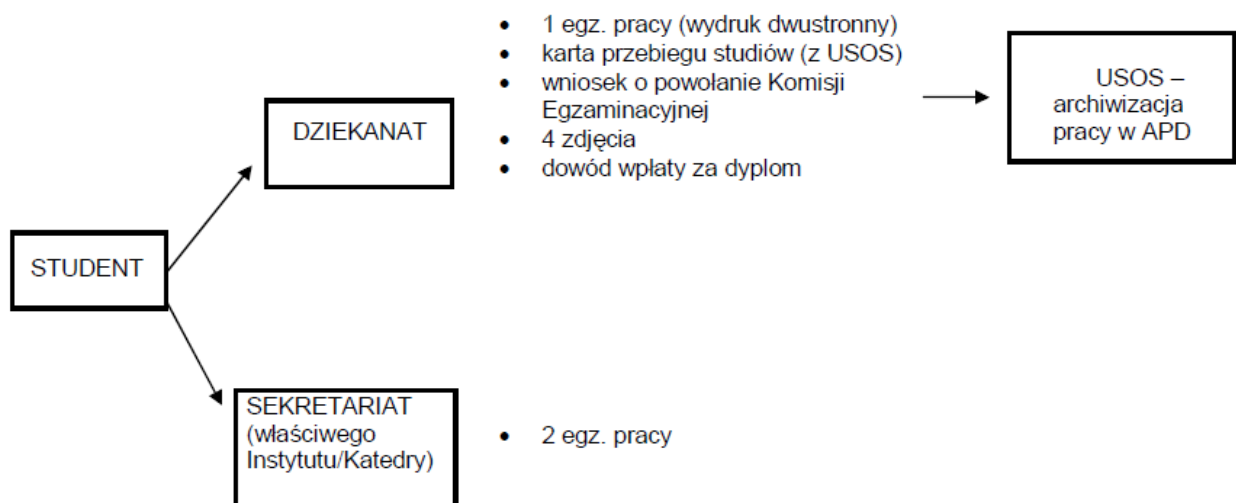 • 1 egz. pracy (wydruk dwustronny)
• karta przebiegu studiów (z USOS)
• wniosek o powołanie Komisji
Egzaminacyjnej
• 4 zdjęcia
• dowód wpłaty za dyplom
USOS –
archiwizacja
pracy w APD
DZIEKANAT
STUDENT
SEKRETARIAT
(właściwego
Instytutu/Katedry)
• 2 egz. pracy